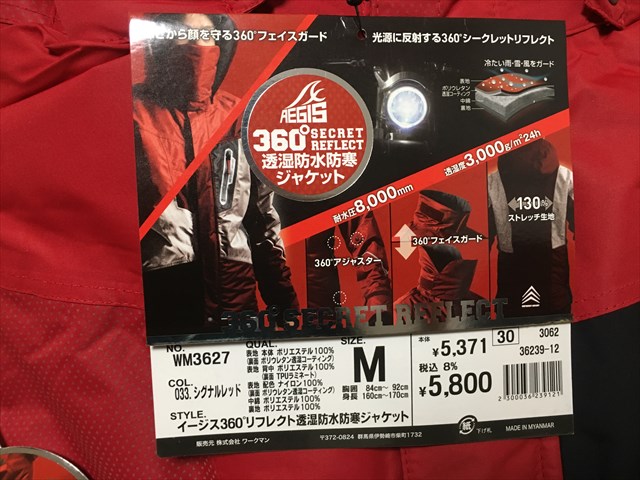 から顔を守る360°フェイスガード
光源に反射する360°シークレットリフレクト
冷たい雨・雪・風をガード
表地
ポリウレタン
透湿コーティング
中綿
裏地
AEGIS
360° SECRET
REFLECT
透湿防水防寒
ジャケット
耐水圧8,000mm
透湿度3,000g/m²24h
130%
ストレッチ生地
360°アジャスター
360°フェイスガード
360° SECRET REFLECT
NO.
WM3627
COL.
033. シグナルレッド
QUAL.
表地 本体 ポリエステル100%
(裏面 ポリウレタン透湿コーティング)
表地 背中 ポリエステル100%
(裏面 TPUラミネート)
表地 配色 ナイロン100%
(裏面 ポリウレタン透湿コーティング)
中綿 ポリエステル100%
裏地 ポリエステル100%
SIZE.
M
胸囲 84cm〜 92cm
身長 160cm〜170cm
STYLE.
イージス360°リフレクト透湿防水防寒ジャケット
販売元 株式会社 ワークマン
〒372-0824 群馬県伊勢崎市柴町1732
本体
¥5,371
30
3062
36239-12
税込 8%
¥5,800
2300036239121
紙
下げ札
MADE IN MYANMAR